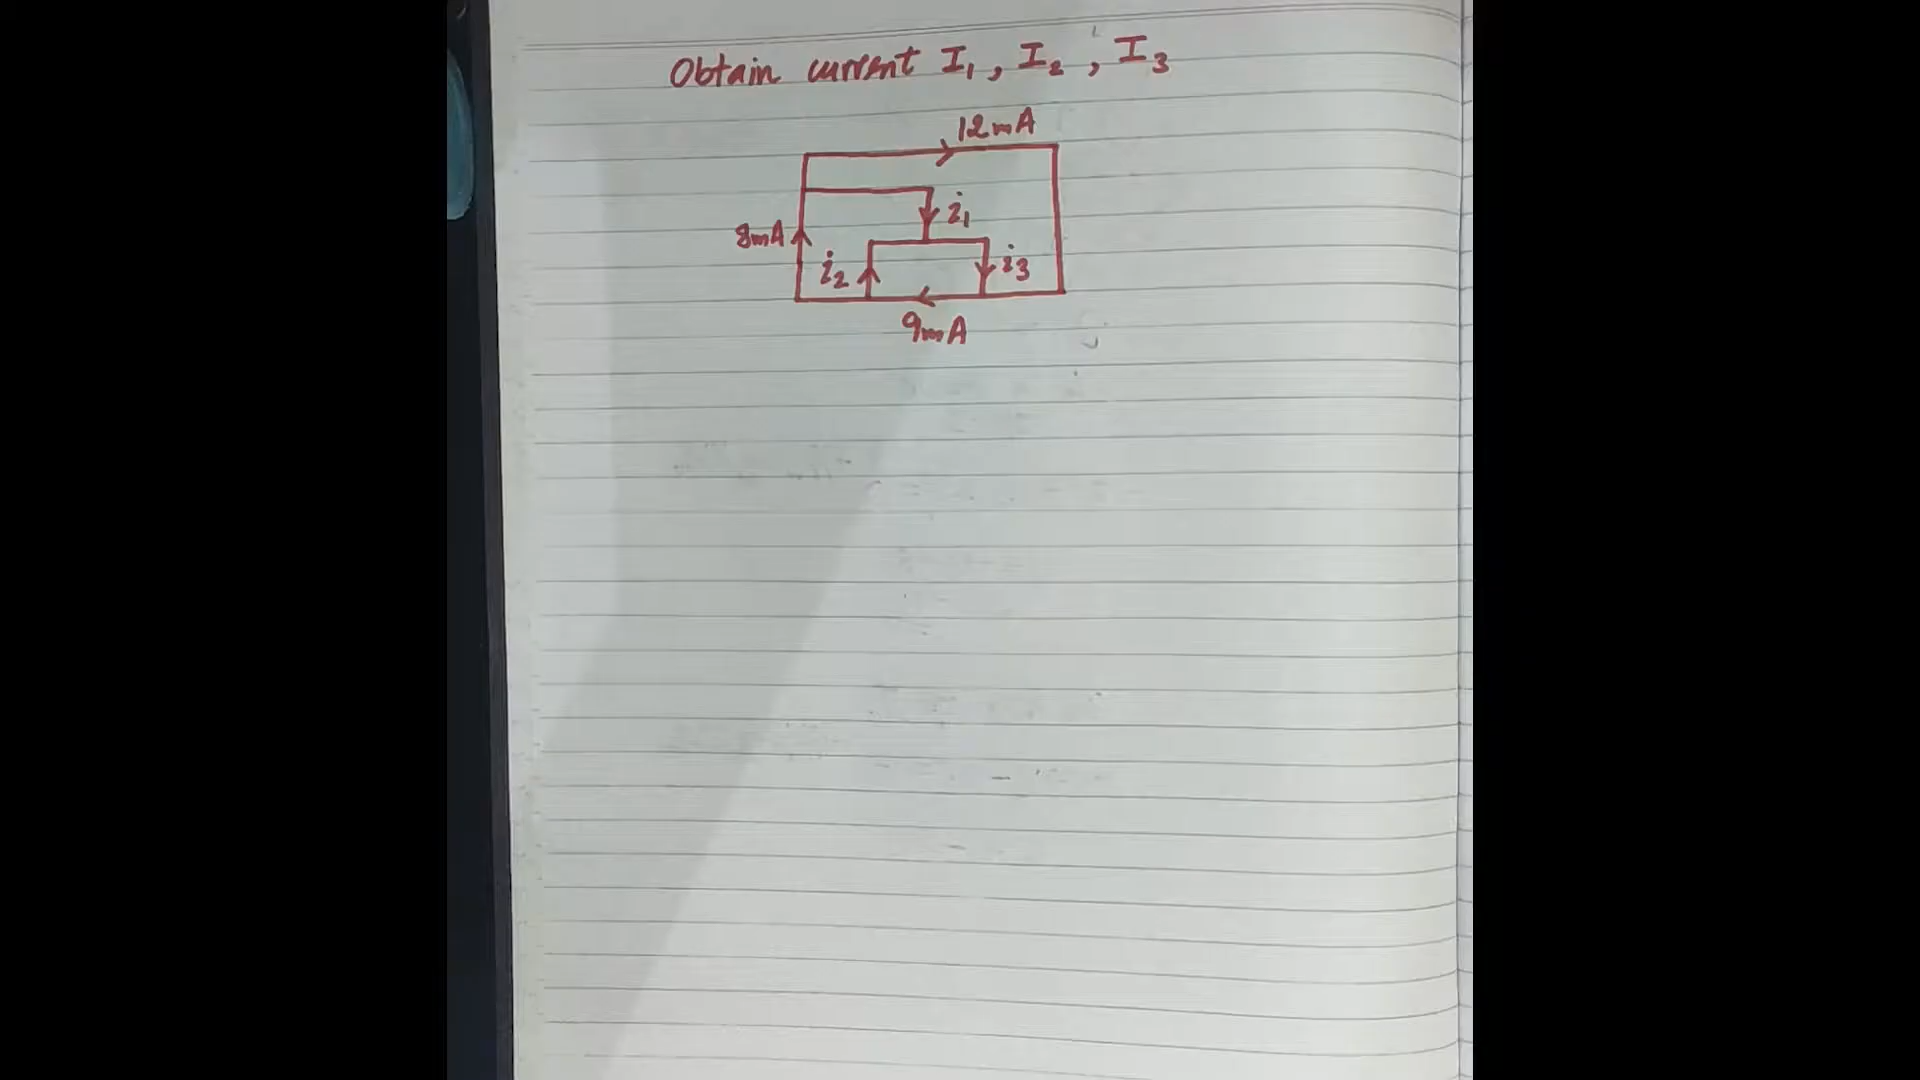 Obtain current I₁, I₂, I₃
12mA
i₁
8mA
i₂ i₃
9mA